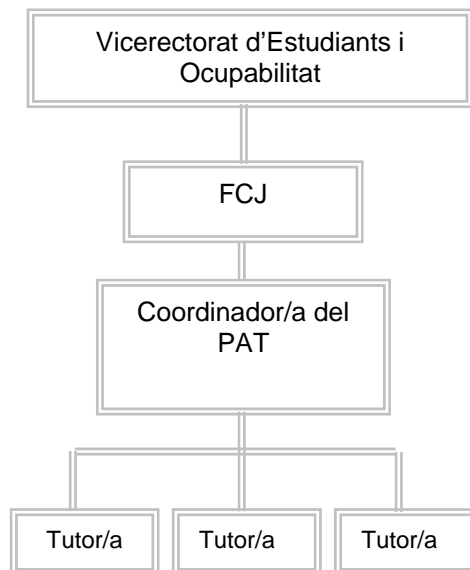 Vicerectorat d’Estudiants i
Ocupabilitat
FCJ
Coordinador/a del
PAT
Tutor/a
Tutor/a
Tutor/a